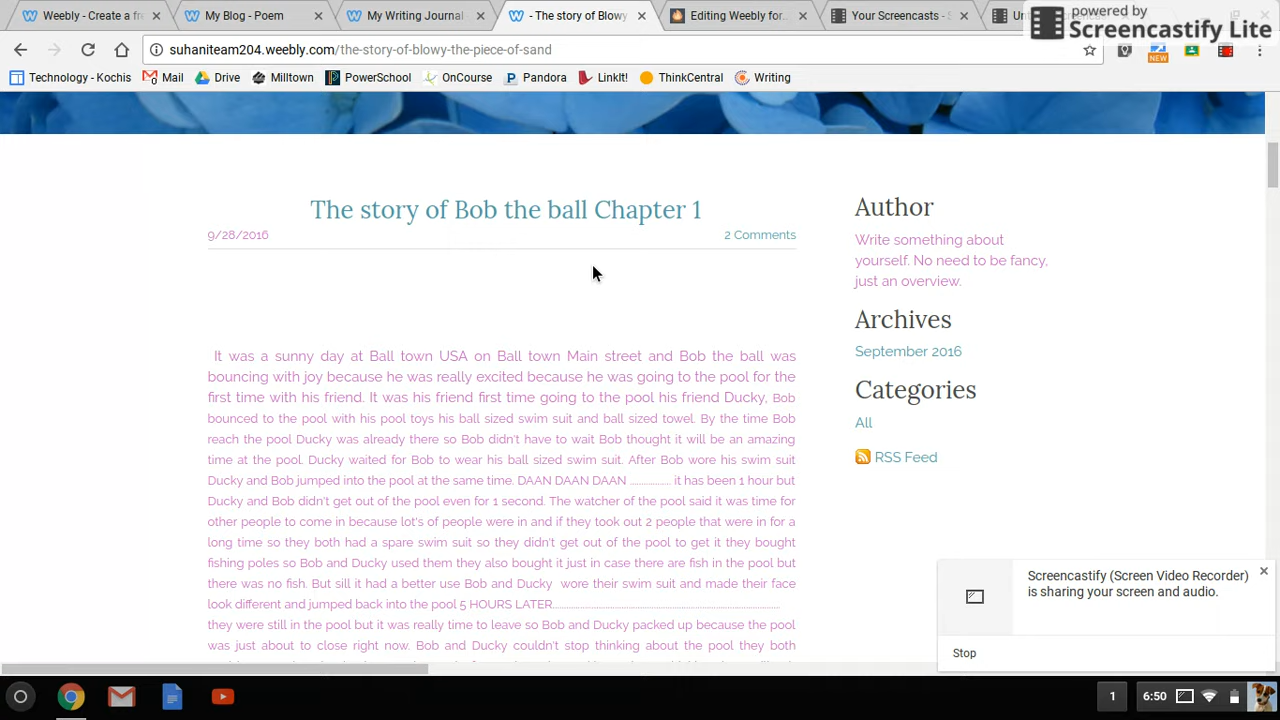 Weebly - Create a fr
My Blog - Poem
My Writing Journal
- The story of Blowy
Editing Weebly for
Your Screencasts - S
powered by
Screencastify Lite
suhaniteam204.weebly.com/the-story-of-blowy-the-piece-of-sand
NEW
Technology - Kochis
Mail
Drive
Milltown
PowerSchool
OnCourse
Pandora
LinkIt!
ThinkCentral
Writing
The story of Bob the ball Chapter 1
9/28/2016
2 Comments
It was a sunny day at Ball town USA on Ball town Main street and Bob the ball was
bouncing with joy because he was really excited because he was going to the pool for the
first time with his friend. It was his friend first time going to the pool his friend Ducky, Bob
bounced to the pool with his pool toys his ball sized swim suit and ball sized towel. By the time Bob
reach the pool Ducky was already there so Bob didn't have to wait Bob thought it will be an amazing
time at the pool. Ducky waited for Bob to wear his ball sized swim suit. After Bob wore his swim suit
Ducky and Bob jumped into the pool at the same time. DAAN DAAN DAAN ................... it has been 1 hour but
Ducky and Bob didn't get out of the pool even for 1 second. The watcher of the pool said it was time for
other people to come in because lot's of people were in and if they took out 2 people that were in for a
long time so they both had a spare swim suit so they didn't get out of the pool to get it they bought
fishing poles so Bob and Ducky used them they also bought it just in case there are fish in the pool but
there was no fish. But sill it had a better use Bob and Ducky wore their swim suit and made their face
look different and jumped back into the pool 5 HOURS LATER..........................................................................................................
they were still in the pool but it was really time to leave so Bob and Ducky packed up because the pool
was just about to close right now. Bob and Ducky couldn't stop thinking about the pool they both
Author
Write something about
yourself. No need to be fancy,
just an overview.
Archives
September 2016
Categories
All
RSS Feed
Screencastify (Screen Video Recorder)
is sharing your screen and audio.
Stop
1
6:50